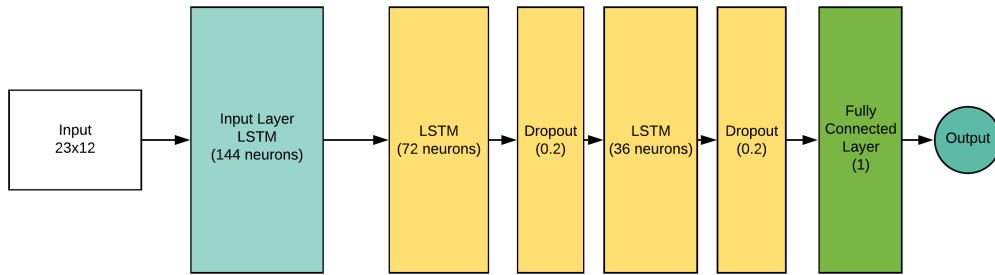 Input
23x12
Input Layer
LSTM
(144 neurons)
LSTM
(72 neurons)
Dropout
(0.2)
LSTM
(36 neurons)
Dropout
(0.2)
Fully
Connected
Layer
(1)
Output